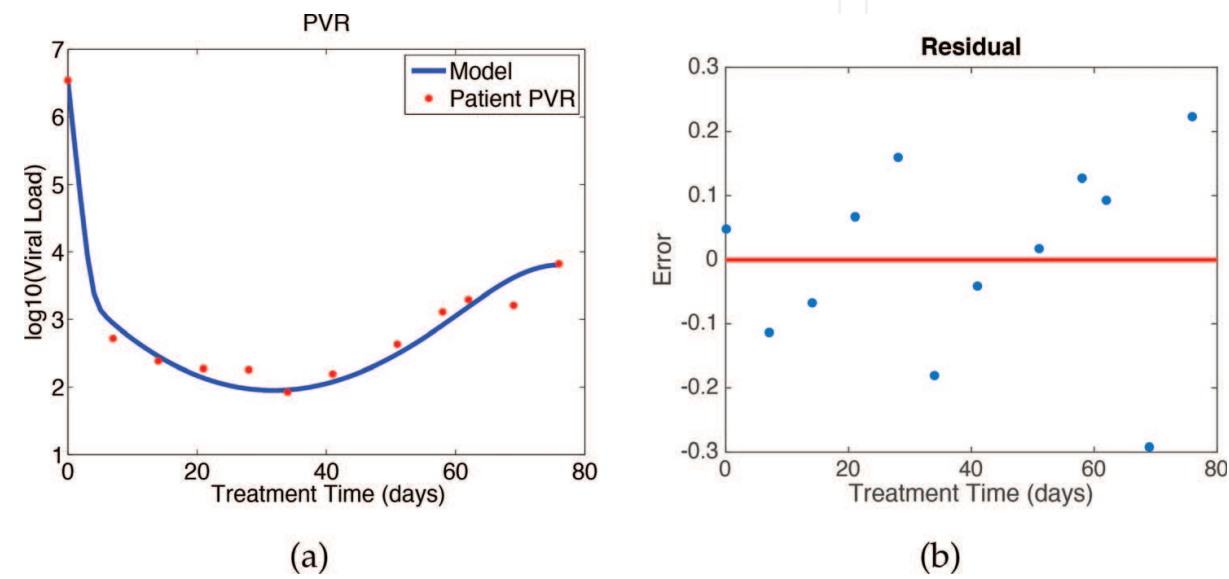 PVR
7
6
5
4
3
2
1
log10(Viral Load)
Model
Patient PVR
0 20 40 60 80
Treatment Time (days)
(a)
Residual
0.3
0.2
0.1
0
-0.1
-0.2
-0.3
Error
0 20 40 60 80
Treatment Time (days)
(b)